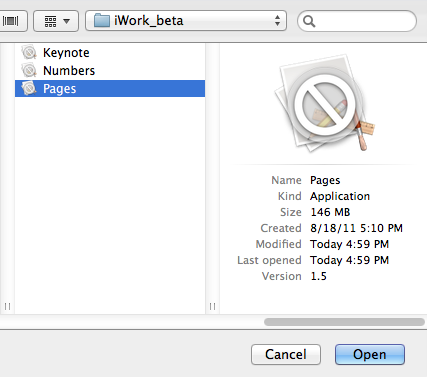 iWork_beta
Keynote
Numbers
Pages
Name Pages
Kind Application
Size 146 MB
Created 8/18/11 5:10 PM
Modified Today 4:59 PM
Last opened Today 4:59 PM
Version 1.5
Cancel Open